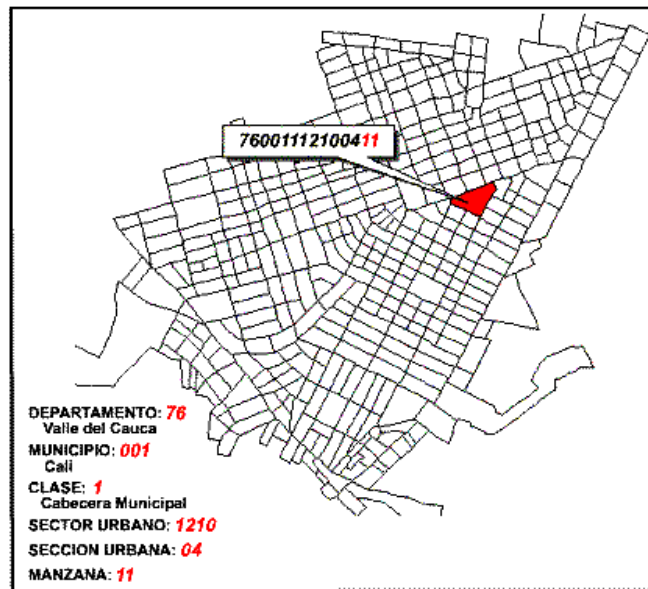 76001112100411
DEPARTAMENTO: 76
Valle del Cauca
MUNICIPIO: 001
Cali
CLASE: 1
Cabecera Municipal
SECTOR URBANO: 1210
SECCION URBANA: 04
MANZANA: 11